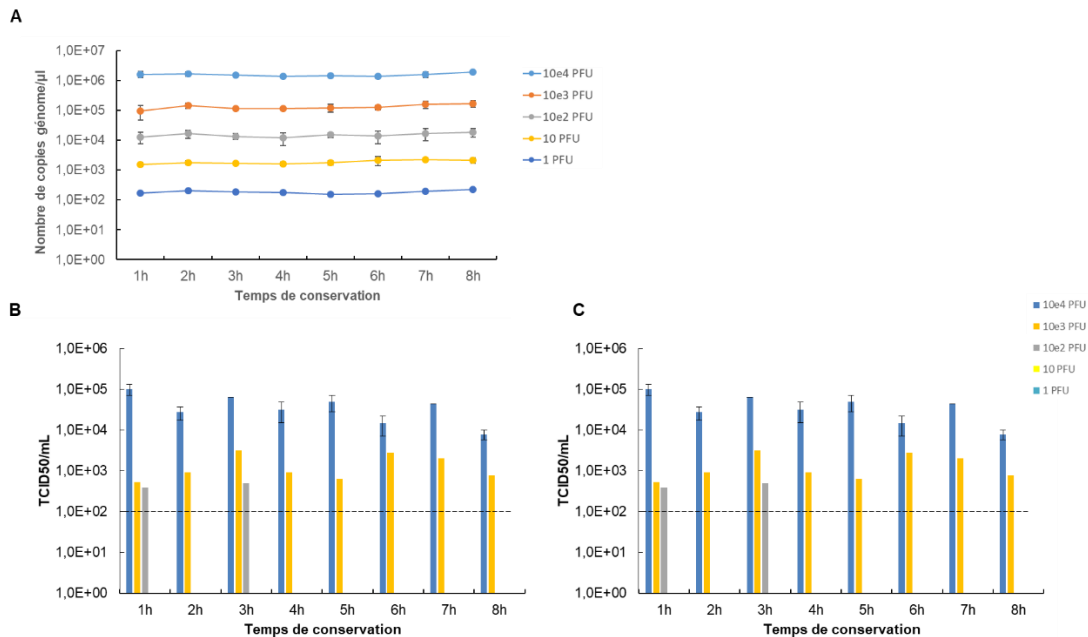 A
Nombre de copies génome/µl
1,0E+07
1,0E+06
1,0E+05
1,0E+04
1,0E+03
1,0E+02
1,0E+01
1,0E+00
1h 2h 3h 4h 5h 6h 7h 8h
Temps de conservation
10e4 PFU
10e3 PFU
10e2 PFU
10 PFU
1 PFU
B
TCID50/mL
1,0E+06
1,0E+05
1,0E+04
1,0E+03
1,0E+02
1,0E+01
1,0E+00
1h 2h 3h 4h 5h 6h 7h 8h
Temps de conservation
C
TCID50/mL
1,0E+06
1,0E+05
1,0E+04
1,0E+03
1,0E+02
1,0E+01
1,0E+00
1h 2h 3h 4h 5h 6h 7h 8h
Temps de conservation
10e4 PFU
10e3 PFU
10e2 PFU
10 PFU
1 PFU